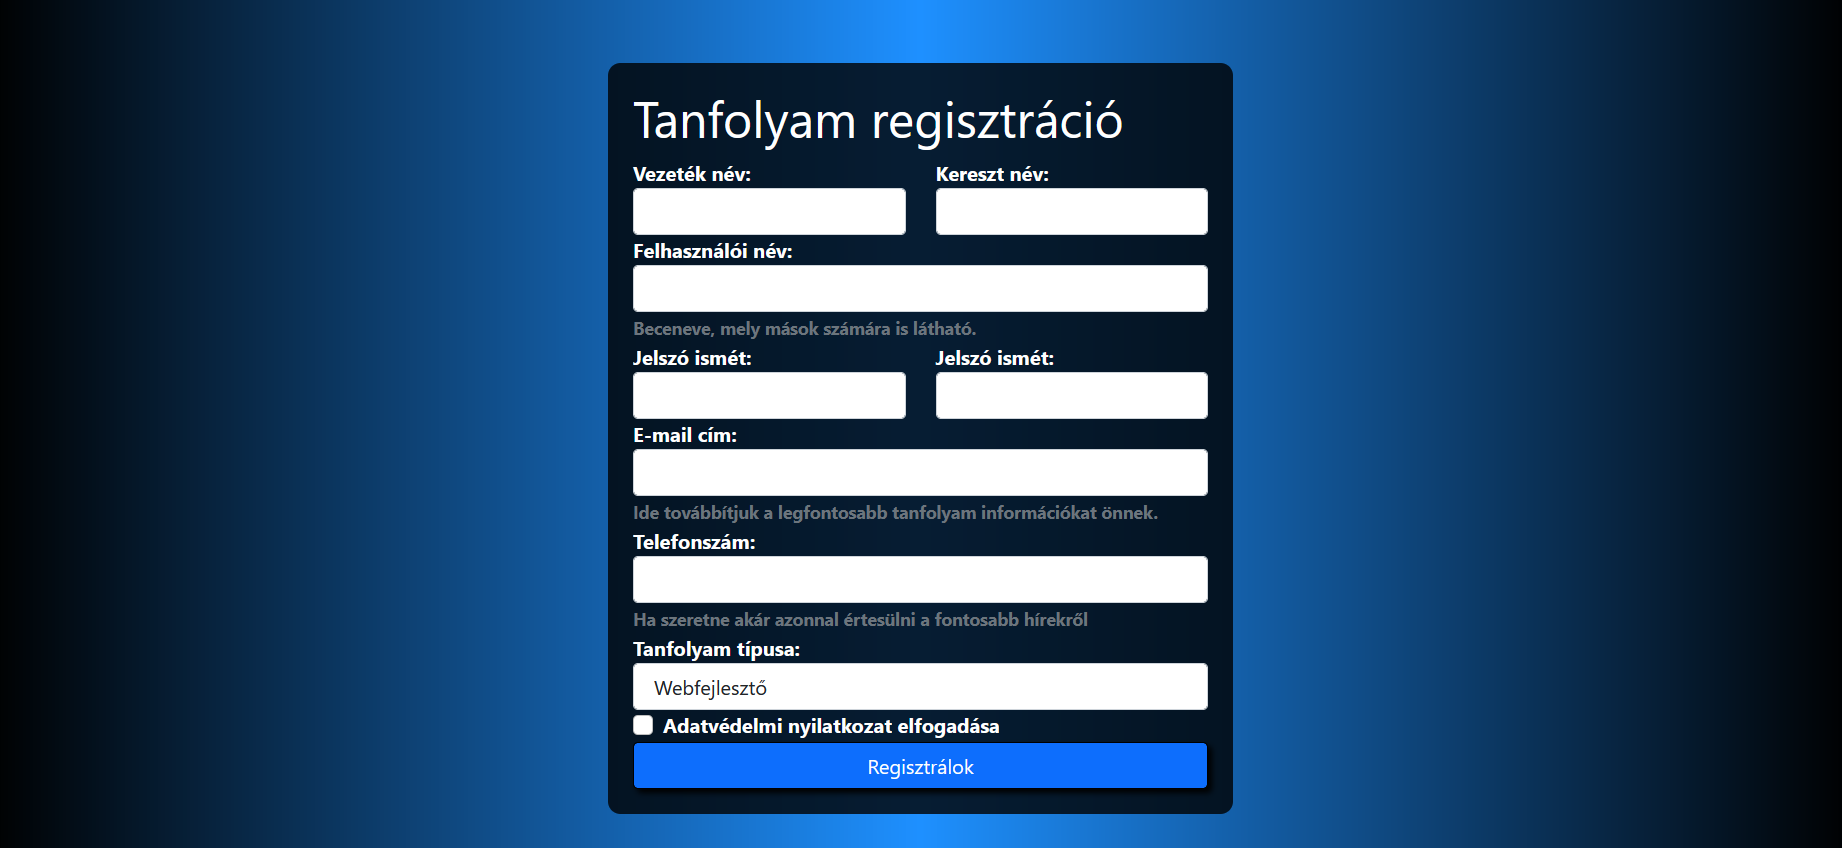 Tanfolyam regisztráció
Vezeték név: Kereszt név:
Felhasználói név:
Beceneve, mely mások számára is látható.
Jelszó ismét: Jelszó ismét:
E-mail cím:
Ide továbbítjuk a legfontosabb tanfolyam információkat önnek.
Telefonszám:
Ha szeretne akár azonnal értesülni a fontosabb hírekről
Tanfolyam típusa:
Webfejlesztő
Adatvédelmi nyilatkozat elfogadása
Regisztrálok